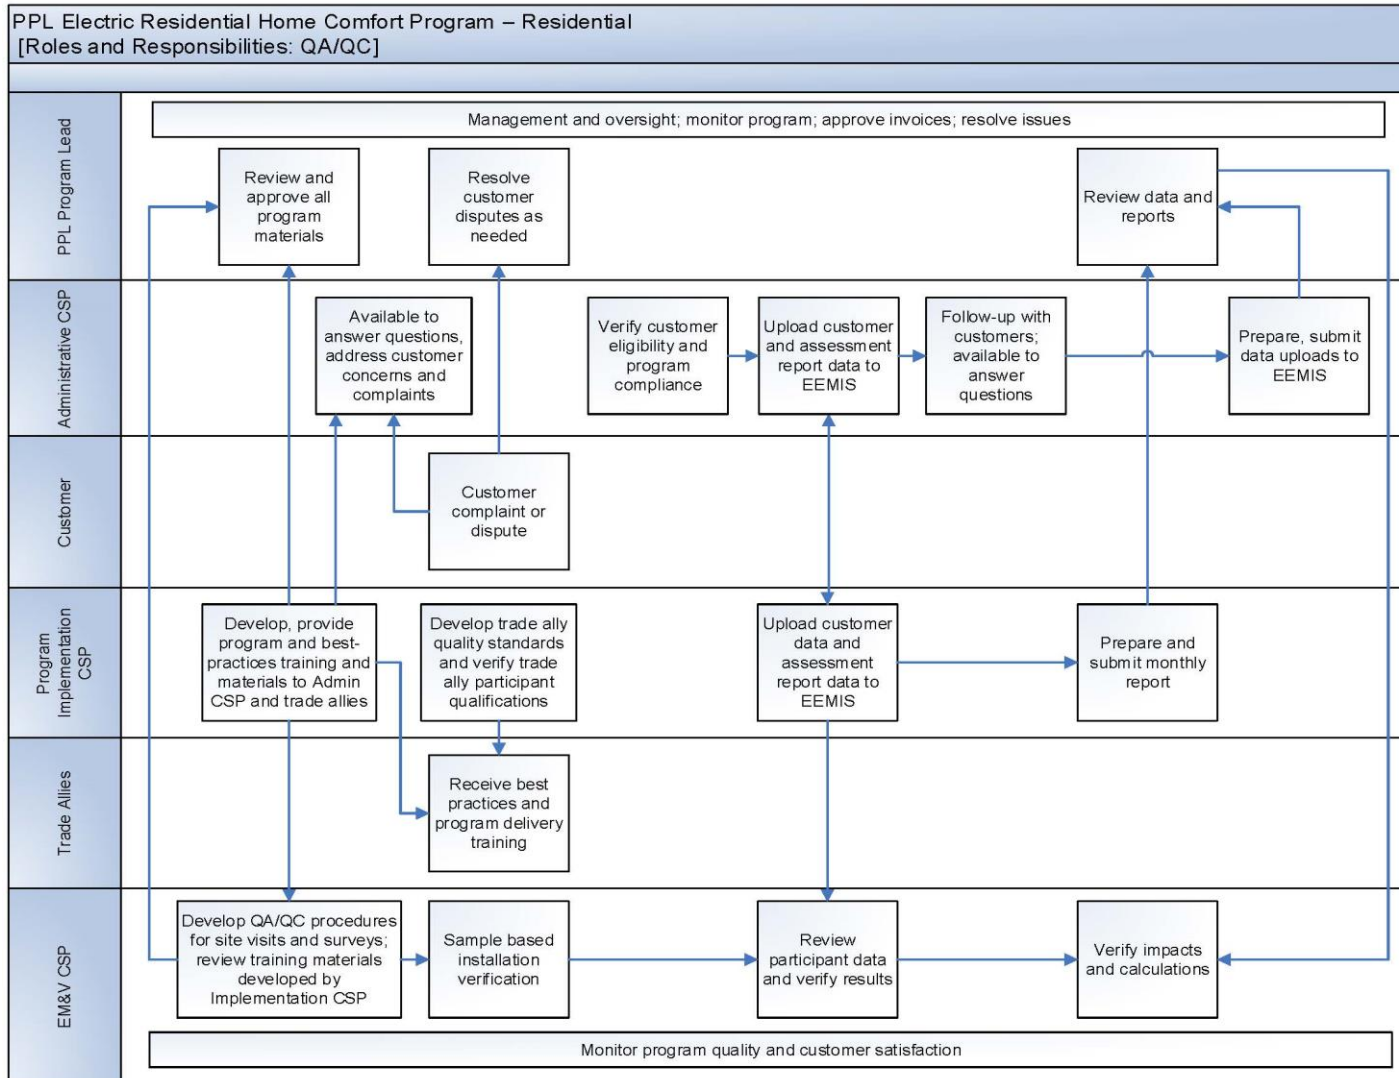 PPL Electric Residential Home Comfort Program – Residential
[Roles and Responsibilities: QA/QC]
PPL Program Lead
Management and oversight; monitor program; approve invoices; resolve issues
Review and
approve all
program
materials
Resolve
customer
disputes as
needed
Review data and
reports
Administrative CSP
Available to
answer questions,
address customer
concerns and
complaints
Verify customer
eligibility and
program
compliance
Upload customer
and assessment
report data to
EEMIS
Follow-up with
customers;
available to
answer
questions
Prepare, submit
data uploads to
EEMIS
Customer
Customer
complaint or
dispute
Program
Implementation
CSP
Develop, provide
program and best-
practices training and
materials to Admin
CSP and trade allies
Develop trade ally
quality standards
and verify trade
ally participant
qualifications
Upload customer
data and
assessment
report data to
EEMIS
Prepare and
submit monthly
report
Trade Allies
Receive best
practices and
program delivery
training
EM&V CSP
Develop QA/QC procedures
for site visits and surveys;
review training materials
developed by
Implementation CSP
Sample based
installation
verification
Review
participant data
and verify results
Verify impacts
and calculations
Monitor program quality and customer satisfaction